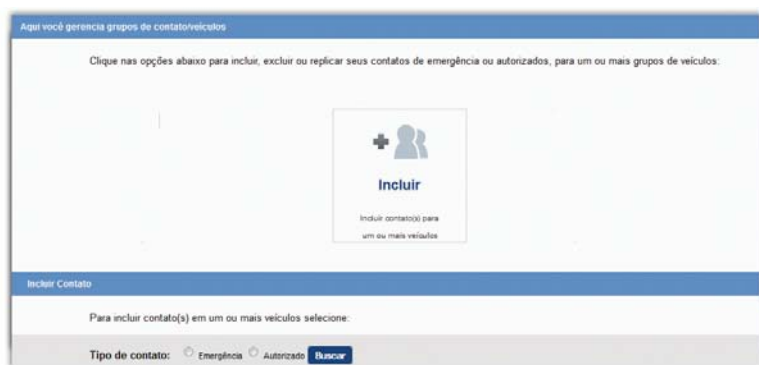 Aqui você gerencia grupos de contato/veículos
Clique nas opções abaixo para incluir, excluir ou replicar seus contatos de emergência ou autorizados, para um ou mais grupos de veículos:
Incluir
Incluir contato(s) para
um ou mais veículos
Incluir Contato
Para incluir contato(s) em um ou mais veículos selecione:
Tipo de contato: Emergência Autorizado Buscar